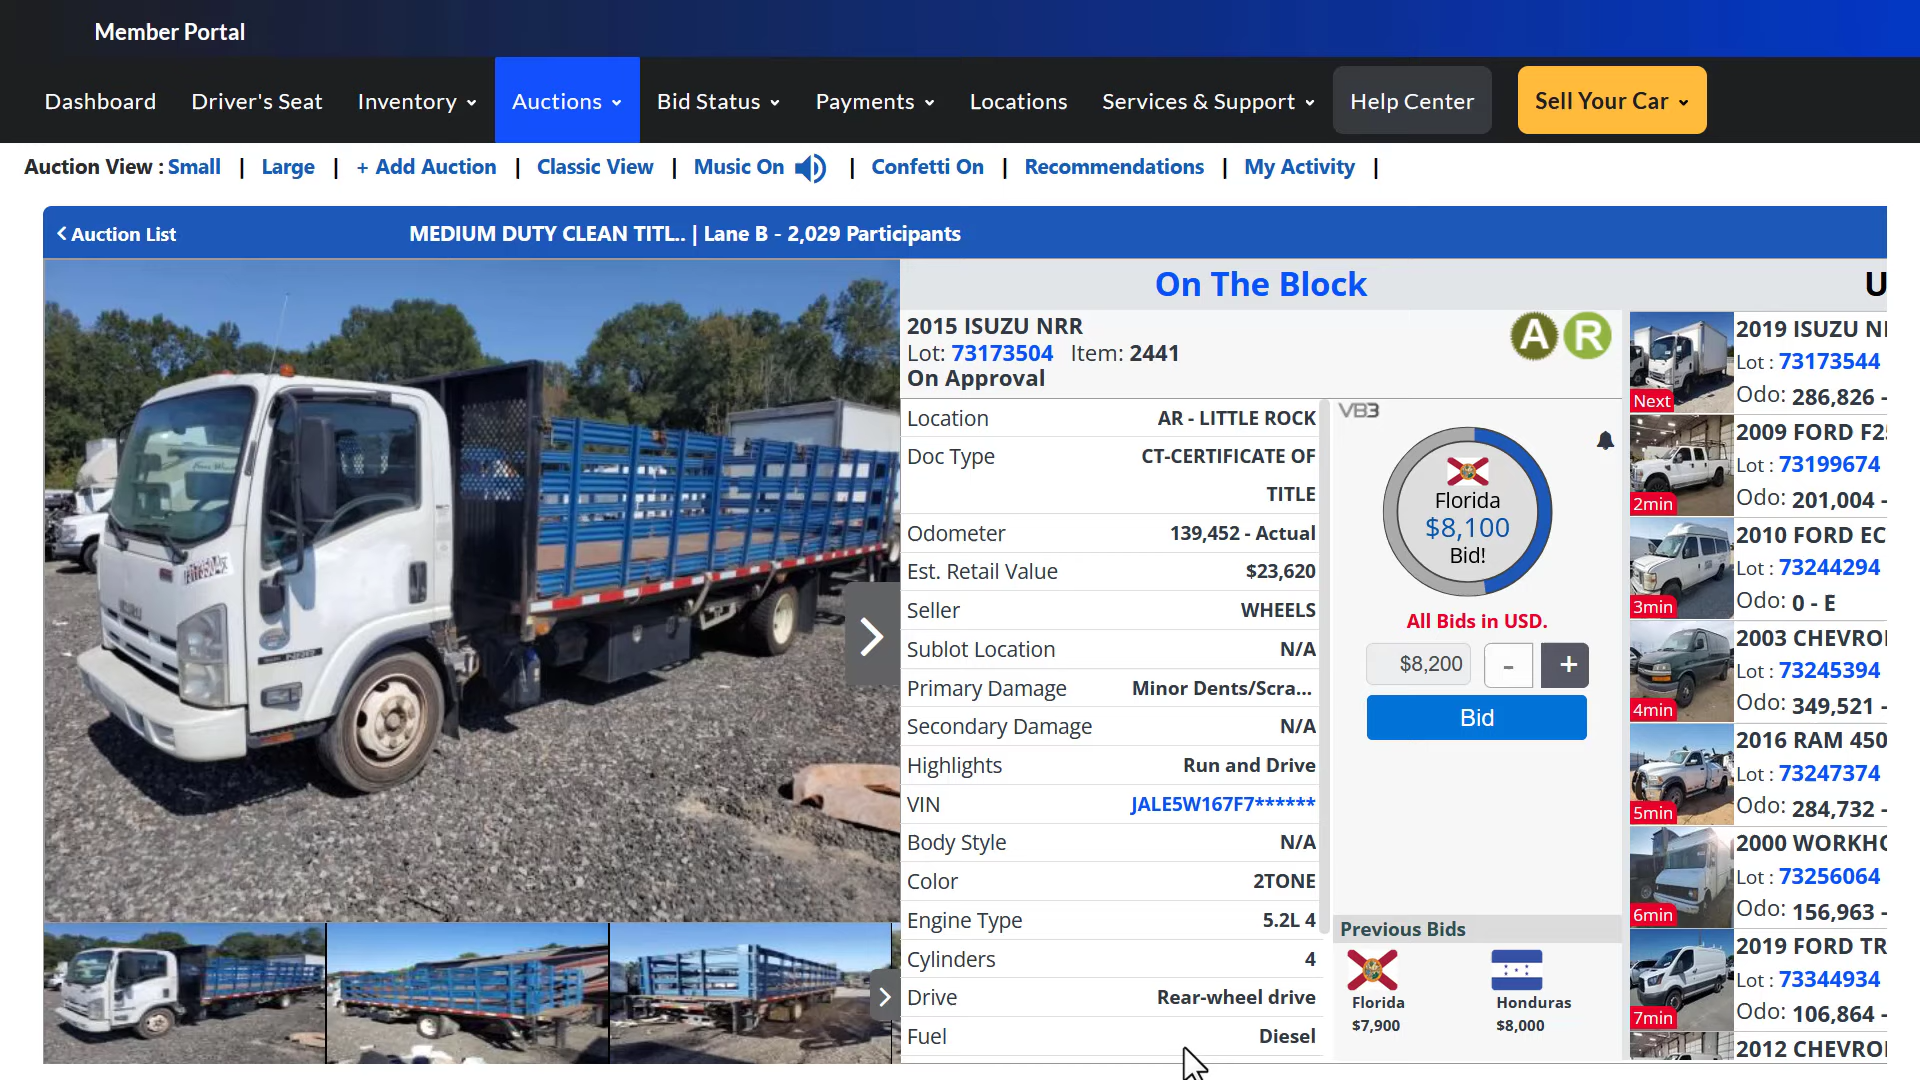 Member Portal
Dashboard Driver's Seat Inventory Auctions Bid Status Payments Locations Services & Support Help Center Sell Your Car
Auction View : Small | Large | + Add Auction | Classic View | Music On | Confetti On | Recommendations | My Activity |
Auction List
MEDIUM DUTY CLEAN TITL.. | Lane B - 2,029 Participants
On The Block
U
2015 ISUZU NRR
Lot: 73173504 Item: 2441
On Approval
A R
Location AR - LITTLE ROCK
Doc Type CT-CERTIFICATE OF
TITLE
Odometer 139,452 - Actual
Est. Retail Value $23,620
Seller WHEELS
Sublot Location N/A
Primary Damage Minor Dents/Scra...
Secondary Damage N/A
Highlights Run and Drive
VIN JALE5W167F7******
Body Style N/A
Color 2TONE
Engine Type 5.2L 4
Cylinders 4
Drive Rear-wheel drive
Fuel Diesel
VB3
Florida
$8,100
Bid!
All Bids in USD.
$8,200 - +
Bid
Previous Bids
Florida Honduras
$7,900 $8,000
2019 ISUZU N
Lot : 73173544
Odo: 286,826 -
Next
2009 FORD F25
Lot : 73199674
Odo: 201,004 -
2min
2010 FORD EC
Lot : 73244294
Odo: 0 - E
3min
2003 CHEVROL
Lot : 73245394
Odo: 349,521 -
4min
2016 RAM 450
Lot : 73247374
Odo: 284,732 -
5min
2000 WORKHO
Lot : 73256064
Odo: 156,963 -
6min
2019 FORD TR
Lot : 73344934
Odo: 106,864 -
7min
2012 CHEVROL